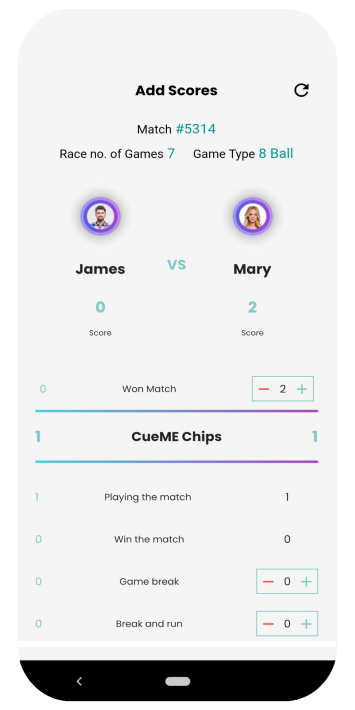 Add Scores
Match #5314
Race no. of Games 7 Game Type 8 Ball
James VS Mary
0 2
Score Score
0 Won Match − 2 +
1 CueME Chips 1
1 Playing the match 1
0 Win the match 0
0 Game break − 0 +
0 Break and run − 0 +